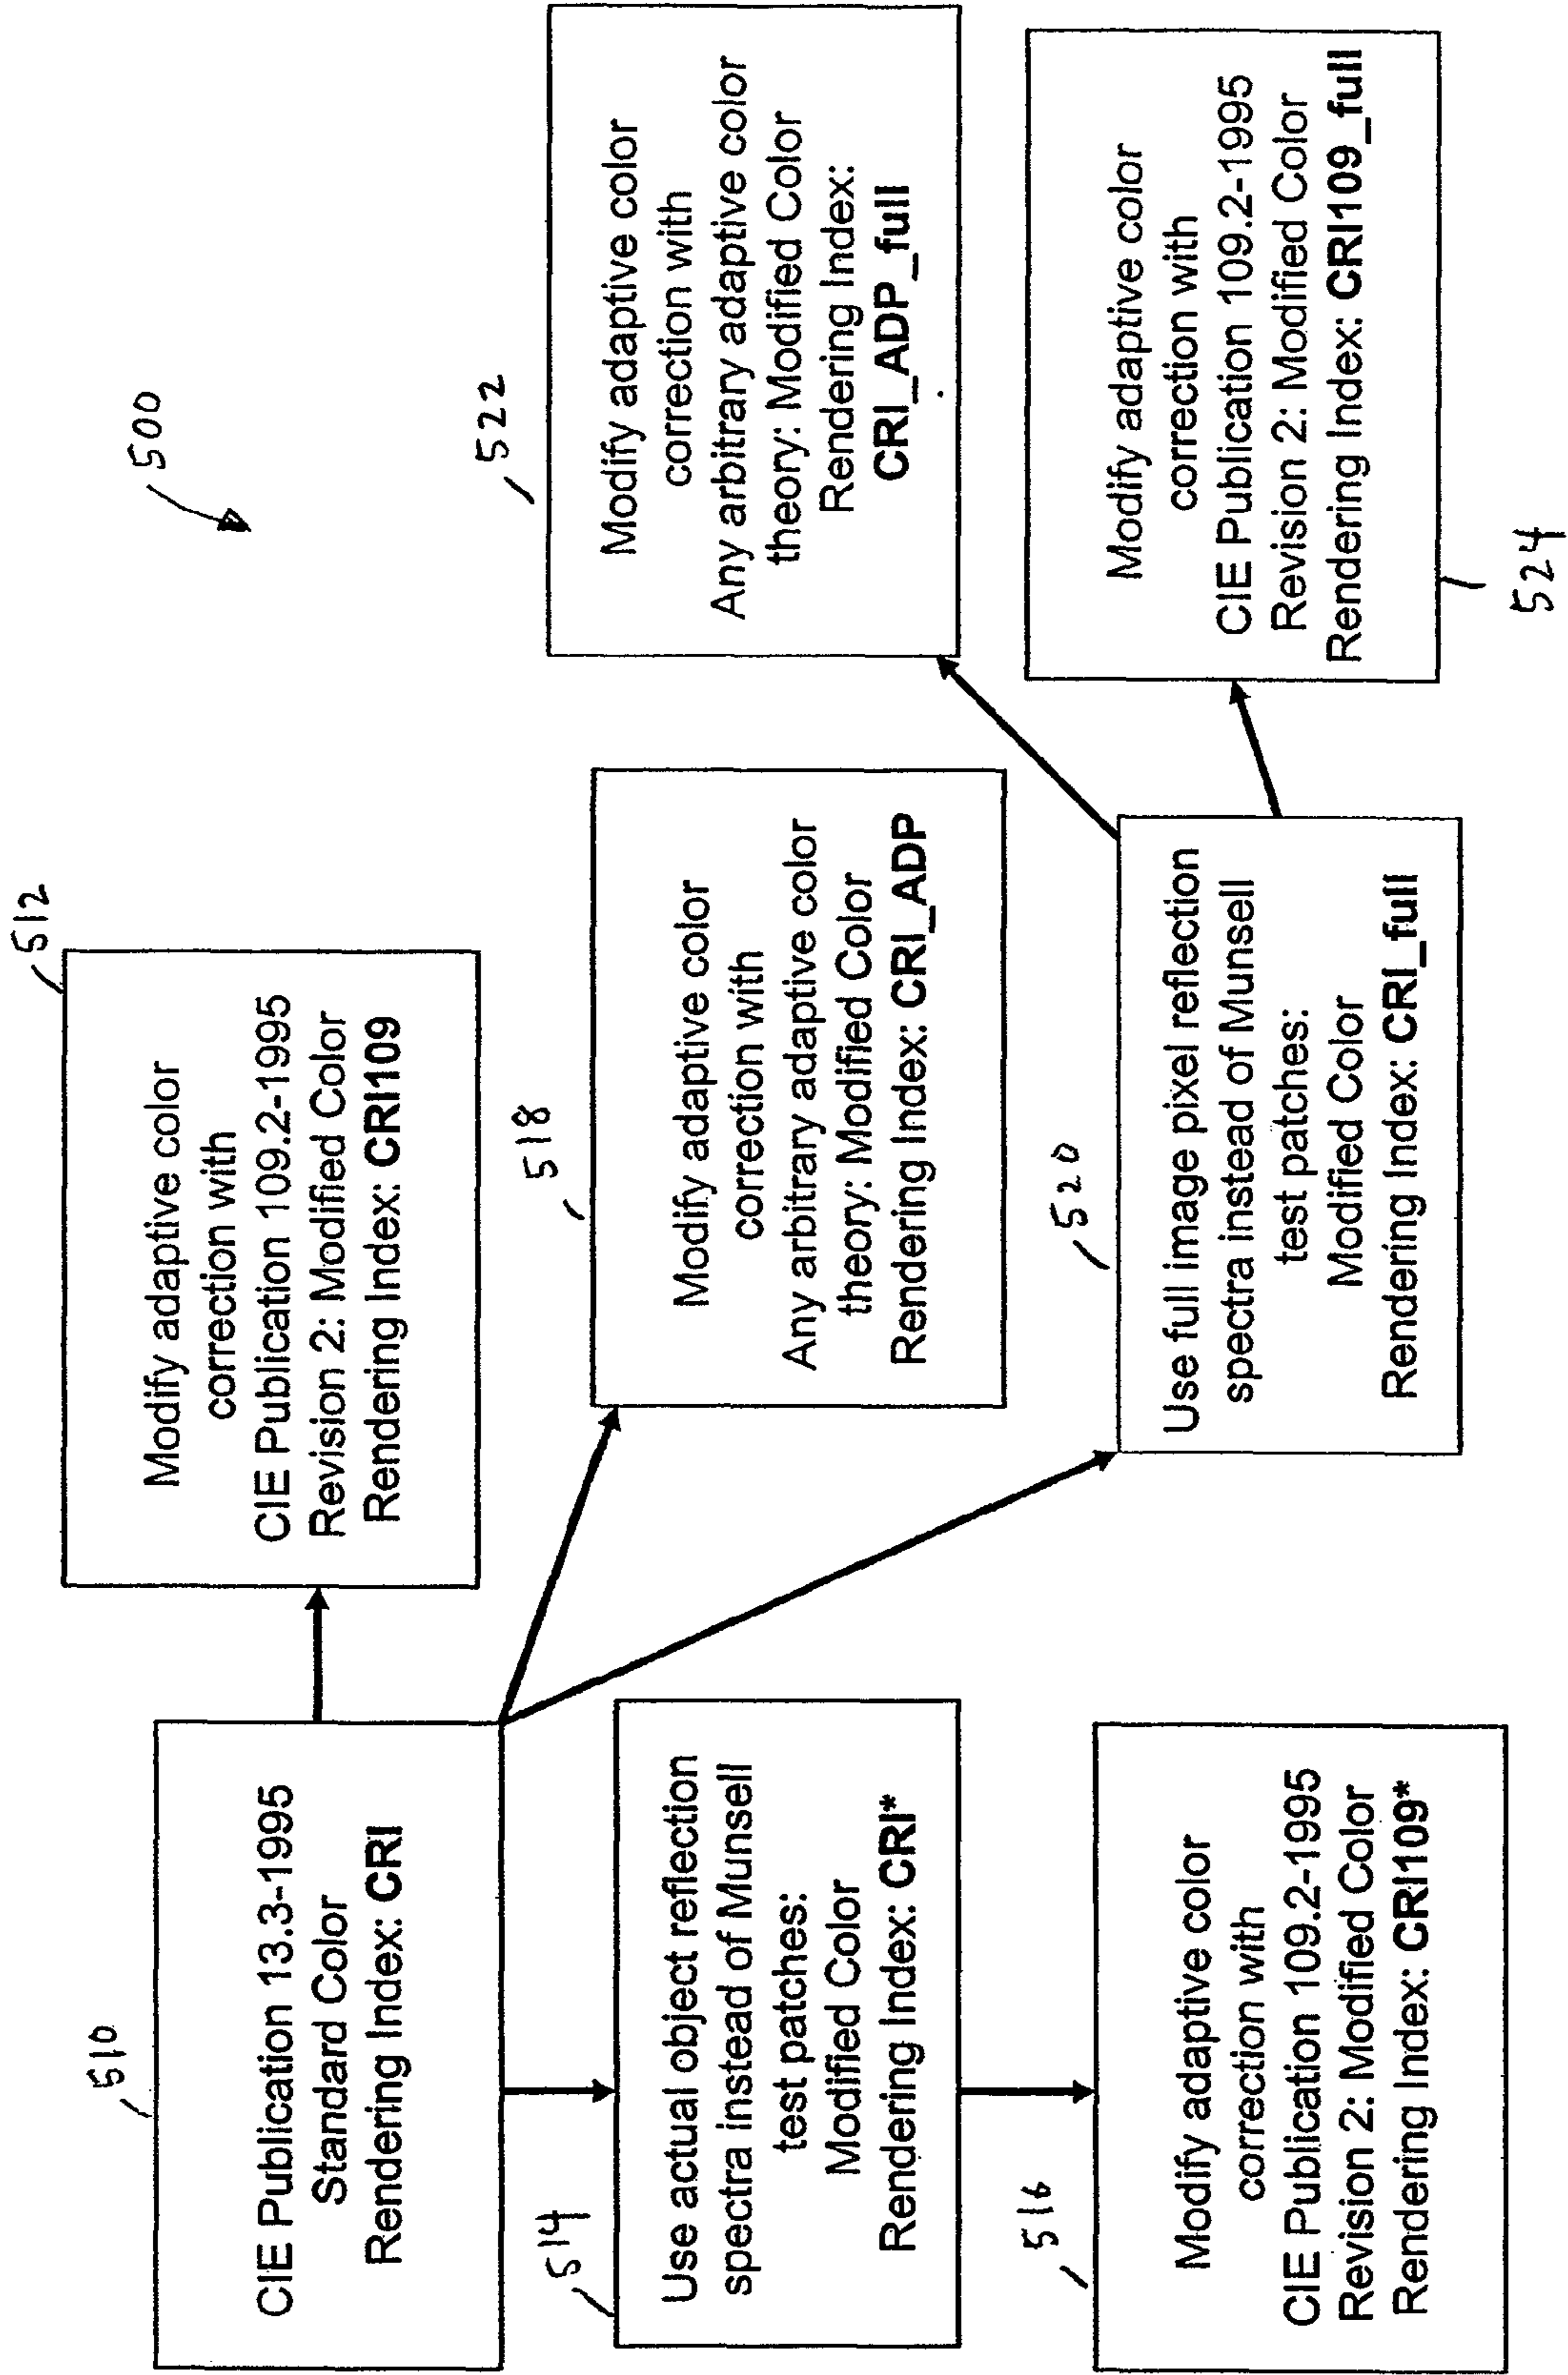 500
510
CIE Publication 13.3-1995
Standard Color
Rendering Index: CRI
512
Modify adaptive color
correction with
CIE Publication 109.2-1995
Revision 2: Modified Color
Rendering Index: CRI109
514
Use actual object reflection
spectra instead of Munsell
test patches:
Modified Color
Rendering Index: CRI*
516
Modify adaptive color
correction with
CIE Publication 109.2-1995
Revision 2: Modified Color
Rendering Index: CRI109*
518
Modify adaptive color
correction with
Any arbitrary adaptive color
theory: Modified Color
Rendering Index: CRI_ADP
520
Use full image pixel reflection
spectra instead of Munsell
test patches:
Modified Color
Rendering Index: CRI_full
522
Modify adaptive color
correction with
Any arbitrary adaptive color
theory: Modified Color
Rendering Index:
CRI_ADP_full
524
Modify adaptive color
correction with
CIE Publication 109.2-1995
Revision 2: Modified Color
Rendering Index: CRI109_full